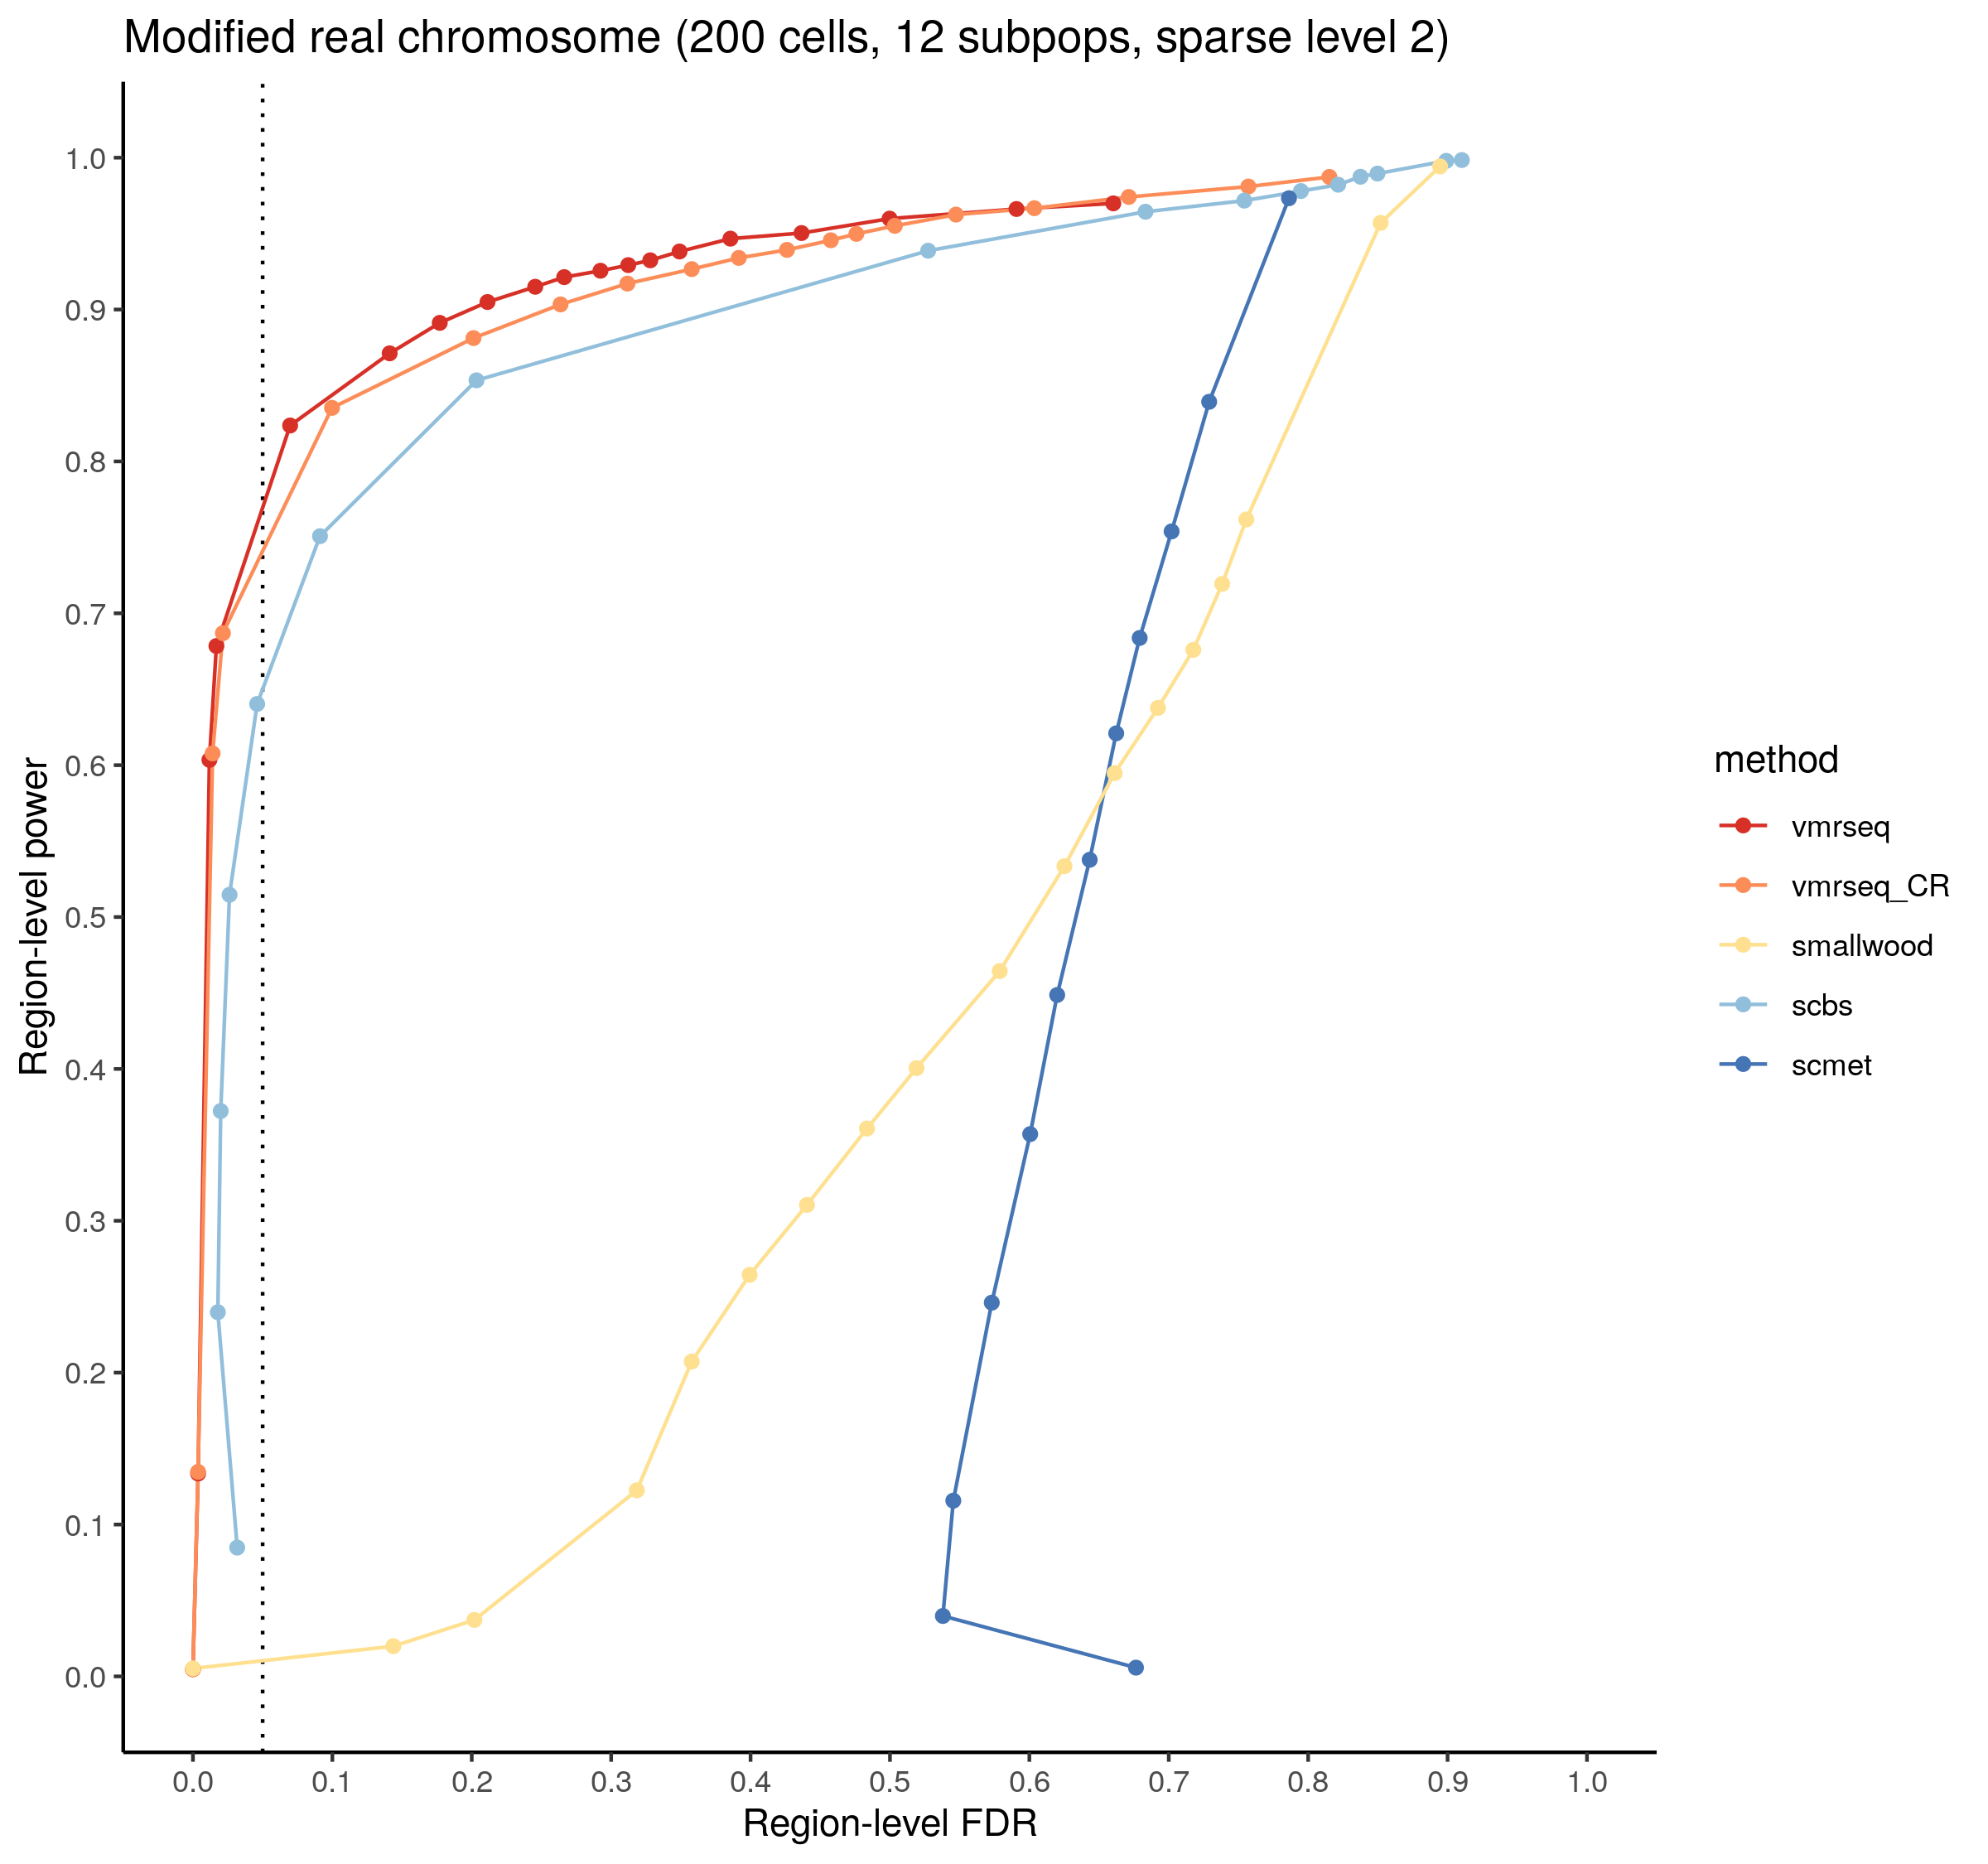 Modified real chromosome (200 cells, 12 subpops, sparse level 2)
Region-level power
1.0
0.9
0.8
0.7
0.6
0.5
0.4
0.3
0.2
0.1
0.0
0.0 0.1 0.2 0.3 0.4 0.5 0.6 0.7 0.8 0.9 1.0
Region-level FDR
method
vmrseq
vmrseq_CR
smallwood
scbs
scmet